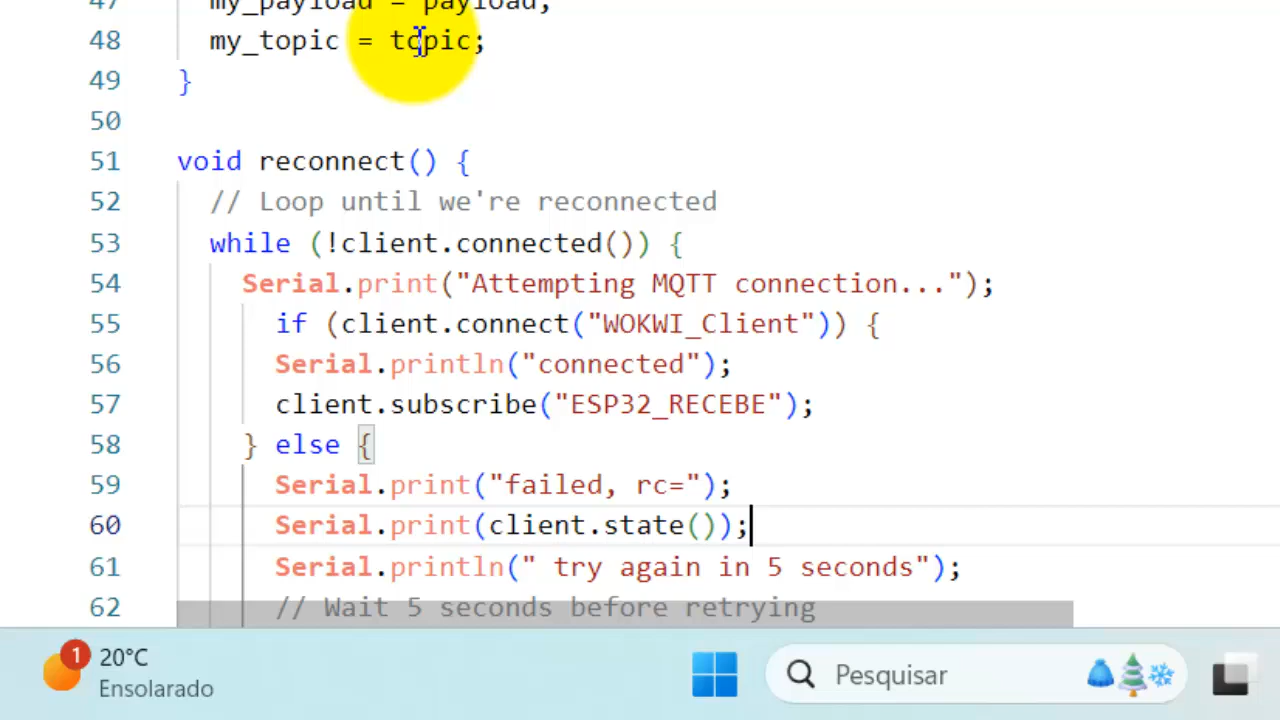 47 my_payload = payload;
48 my_topic = topic;
49 }
50
51 void reconnect() {
52 // Loop until we're reconnected
53 while (!client.connected()) {
54 Serial.print("Attempting MQTT connection...");
55 if (client.connect("WOKWI_Client")) {
56 Serial.println("connected");
57 client.subscribe("ESP32_RECEBE");
58 } else {
59 Serial.print("failed, rc=");
60 Serial.print(client.state());
61 Serial.println(" try again in 5 seconds");
62 // Wait 5 seconds before retrying
1
20°C
Ensolarado
Pesquisar